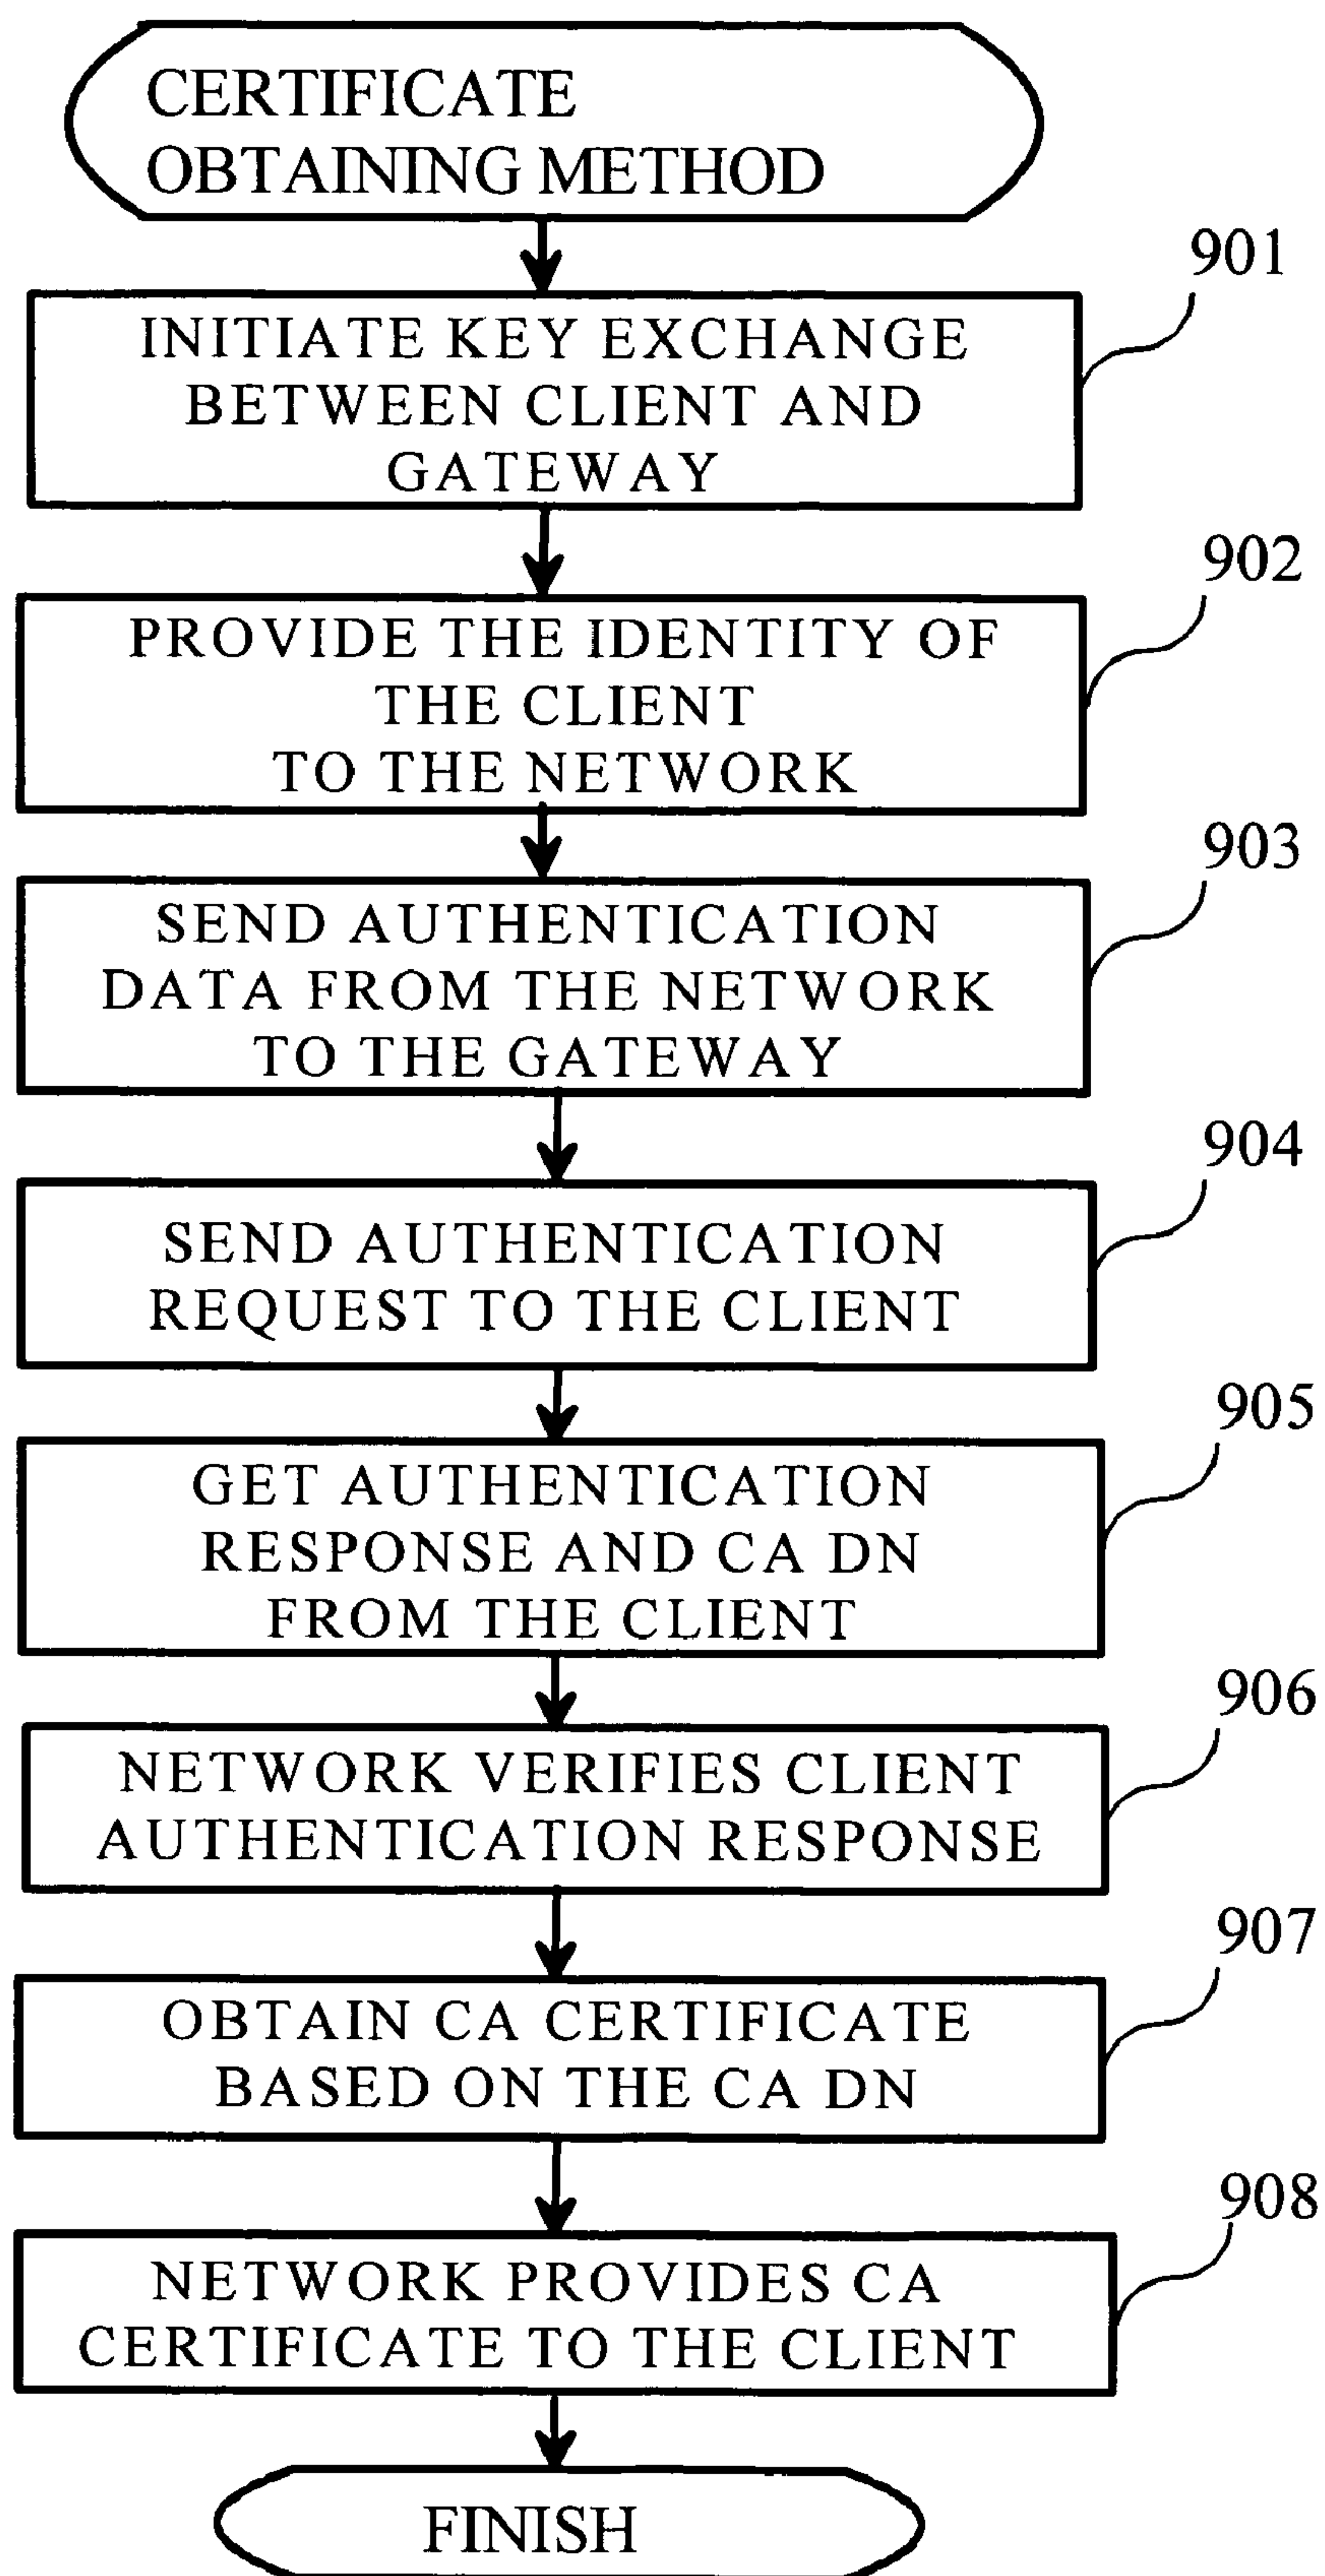 CERTIFICATE
OBTAINING METHOD
901
INITIATE KEY EXCHANGE
BETWEEN CLIENT AND
GATEWAY
902
PROVIDE THE IDENTITY OF
THE CLIENT
TO THE NETWORK
903
SEND AUTHENTICATION
DATA FROM THE NETWORK
TO THE GATEWAY
904
SEND AUTHENTICATION
REQUEST TO THE CLIENT
905
GET AUTHENTICATION
RESPONSE AND CA DN
FROM THE CLIENT
906
NETWORK VERIFIES CLIENT
AUTHENTICATION RESPONSE
907
OBTAIN CA CERTIFICATE
BASED ON THE CA DN
908
NETWORK PROVIDES CA
CERTIFICATE TO THE CLIENT
FINISH